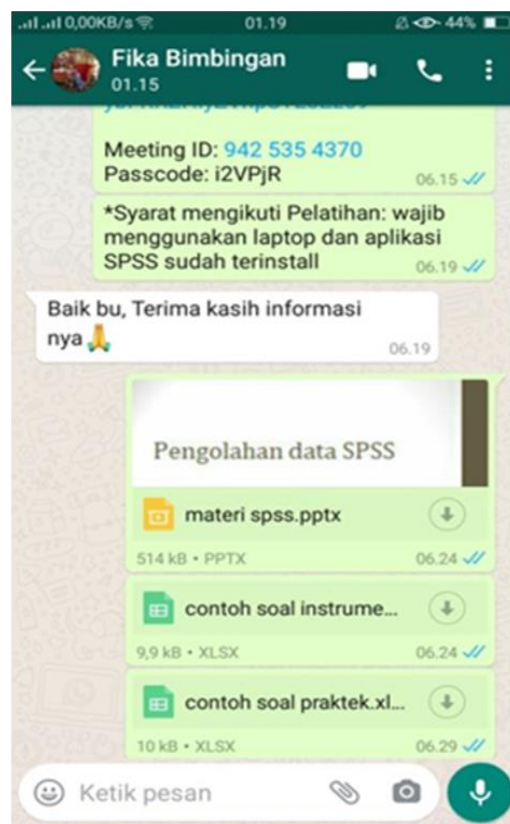 0,00KB/s 01.19 44%
Fika Bimbingan
01.15
Meeting ID: 942 535 4370
Passcode: i2VPjR
06.15
*Syarat mengikuti Pelatihan: wajib
menggunakan laptop dan aplikasi
SPSS sudah terinstall
06.19
Baik bu, Terima kasih informasi
nya🙏
06.19
Pengolahan data SPSS
materi spss.pptx
514 kB • PPTX 06.24
contoh soal instrume...
9,9 kB • XLSX 06.24
contoh soal praktek.xl...
10 kB • XLSX 06.29
Ketik pesan